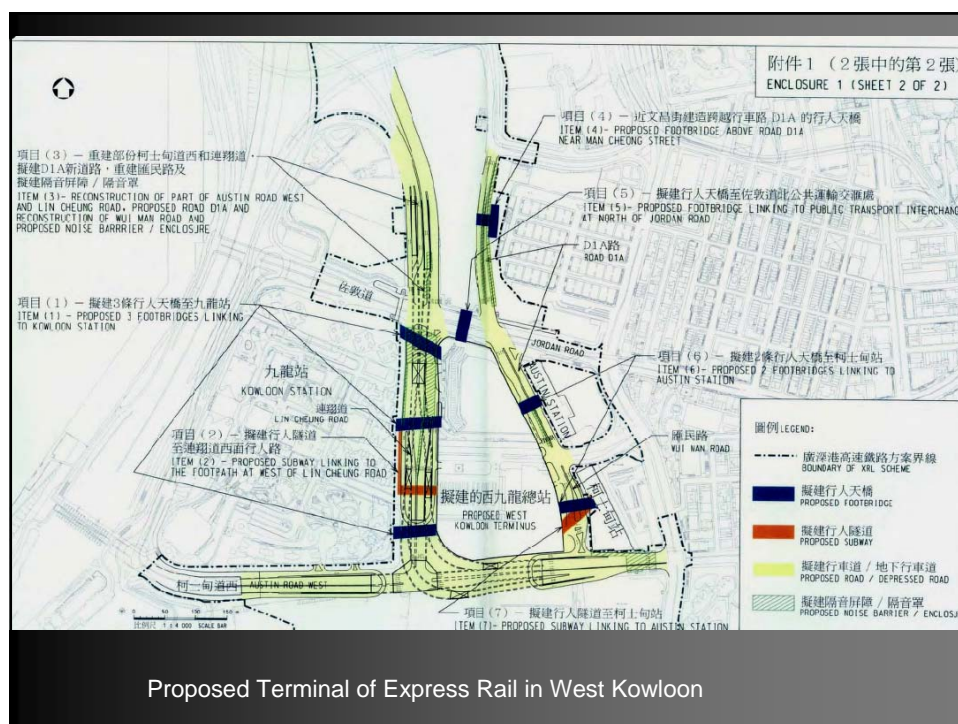 附件1 (2張中的第2張)
ENCLOSURE 1 (SHEET 2 OF 2)
項目 (4) – 近文昌街建造跨越行車路 D1A 的行人天橋
ITEM (4)- PROPOSED FOOTBRIDGE ABOVE ROAD D1A
NEAR MAN CHEONG STREET
項目 (3) – 重建部份柯士甸道西和連翔道,
擬建D1A新道路,重建匯民路及
擬建隔音屏障 / 隔音罩
ITEM (3)- RECONSTRUCTION OF PART OF AUSTIN ROAD WEST
AND LIN CHEUNG ROAD. PROPOSED ROAD D1A AND
RECONSTRUCTION OF WUI MAN ROAD AND
PROPOSED NOISE BARRRIER / ENCLOSURE
項目 (5) – 擬建行人天橋至佐敦道北公共運輸交滙處
ITEM (5)- PROPOSED FOOTBRIDGE LINKING TO PUBLIC TRANSPORT INTERCHANG
AT NORTH OF JORDAN ROAD
D1A路
ROAD D1A
佐敦道
項目 (1) – 擬建3條行人天橋至九龍站
ITEM (1)- PROPOSED 3 FOOTBRIDGES LINKING
TO KOWLOON STATION
JORDAN ROAD
項目 (6) – 擬建2條行人天橋至柯士甸站
ITEM (6)- PROPOSED 2 FOOTBRIDGES LINKING TO
AUSTIN STATION
九龍站
KOWLOON STATION
AUSTIN STATION
連翔道
LIN CHEUNG ROAD
項目 (2) – 擬建行人隧道
至連翔道西面行人路
ITEM (2)- PROPOSED SUBWAY LINKING TO
THE FOOTPATH AT WEST OF LIN CHEUNG ROAD
匯民路
WUI MAN ROAD
擬建的西九龍總站
PROPOSED WEST
KOWLOON TERMINUS
柯士甸站
圖例 LEGEND:
廣深港高速鐵路方案界線
BOUNDARY OF XRL SCHEME
擬建行人天橋
PROPOSED FOOTBRIDGE
擬建行人隧道
PROPOSED SUBWAY
擬建行車道 / 地下行車道
PROPOSED ROAD / DEPRESSED ROAD
擬建隔音屏障 / 隔音罩
PROPOSED NOISE BARRIER / ENCLOSU
AUSTIN ROAD WEST
項目 (7) – 擬建行人隧道至柯士甸站
ITEM (7)- PROPOSED SUBWAY LINKING TO AUSTIN STATION
比例尺 1 : 4 000 SCALE BAR
Proposed Terminal of Express Rail in West Kowloon